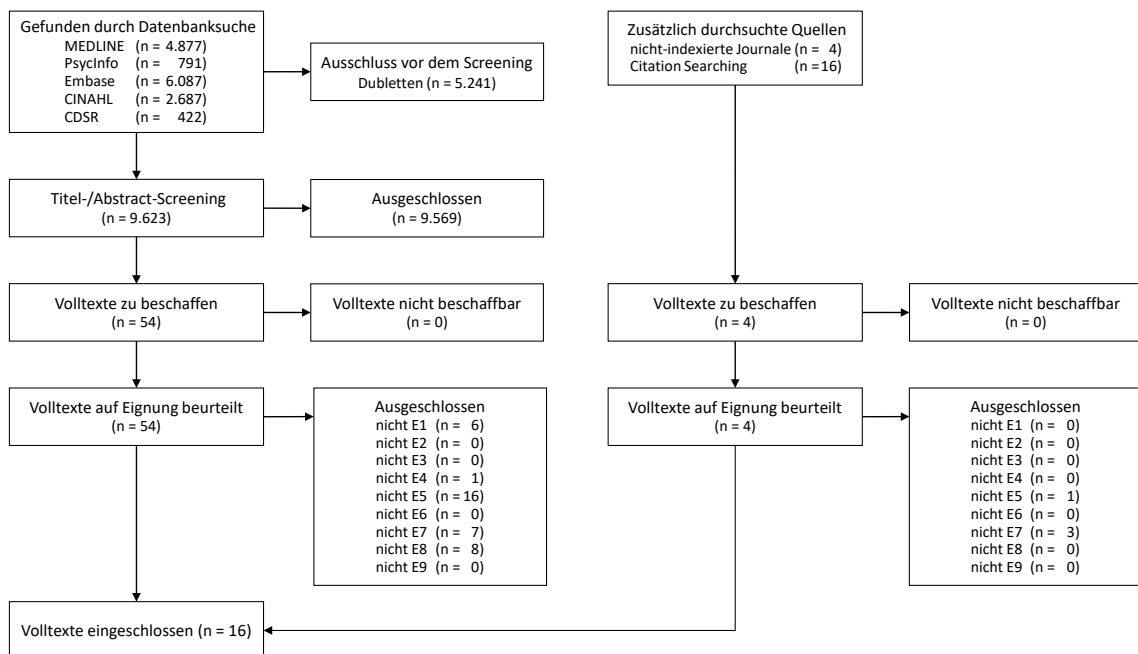 Gefunden durch Datenbanksuche
MEDLINE (n = 4.877)
PsycInfo (n = 791)
Embase (n = 6.087)
CINAHL (n = 2.687)
CDSR (n = 422)
Ausschluss vor dem Screening
Dubletten (n = 5.241)
Zusätzlich durchsuchte Quellen
nicht-indexierte Journale (n = 4)
Citation Searching (n =16)
Titel-/Abstract-Screening
(n = 9.623)
Ausgeschlossen
(n = 9.569)
Volltexte zu beschaffen
(n = 54)
Volltexte nicht beschaffbar
(n = 0)
Volltexte zu beschaffen
(n = 4)
Volltexte nicht beschaffbar
(n = 0)
Volltexte auf Eignung beurteilt
(n = 54)
Ausgeschlossen
nicht E1 (n = 6)
nicht E2 (n = 0)
nicht E3 (n = 0)
nicht E4 (n = 1)
nicht E5 (n =16)
nicht E6 (n = 0)
nicht E7 (n = 7)
nicht E8 (n = 8)
nicht E9 (n = 0)
Volltexte auf Eignung beurteilt
(n = 4)
Ausgeschlossen
nicht E1 (n = 0)
nicht E2 (n = 0)
nicht E3 (n = 0)
nicht E4 (n = 0)
nicht E5 (n = 1)
nicht E6 (n = 0)
nicht E7 (n = 3)
nicht E8 (n = 0)
nicht E9 (n = 0)
Volltexte eingeschlossen (n = 16)